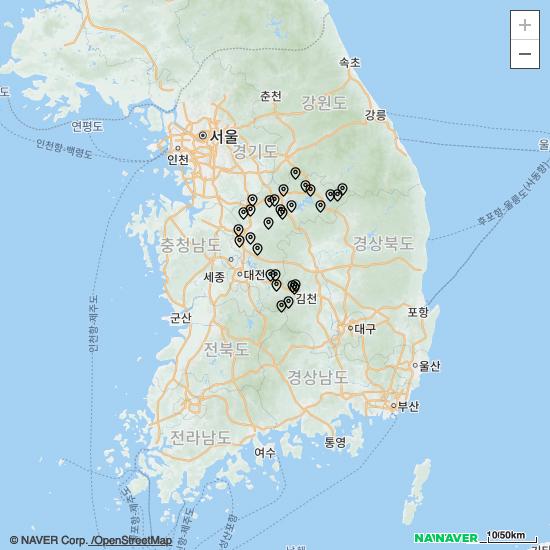 +
−
속초
춘천
강원도
강릉
연평도
서울
인천항-백령도
인천
경기도
울
후포항-울릉도(사동항)
충청남도
경상북도
세종
대전
김천
인천항-제주도
군산
포항
대구
전북도
울산
경상남도
부산
전라남도
통영
여수
© NAVER Corp. /OpenStreetMap
NAVER
10/50km